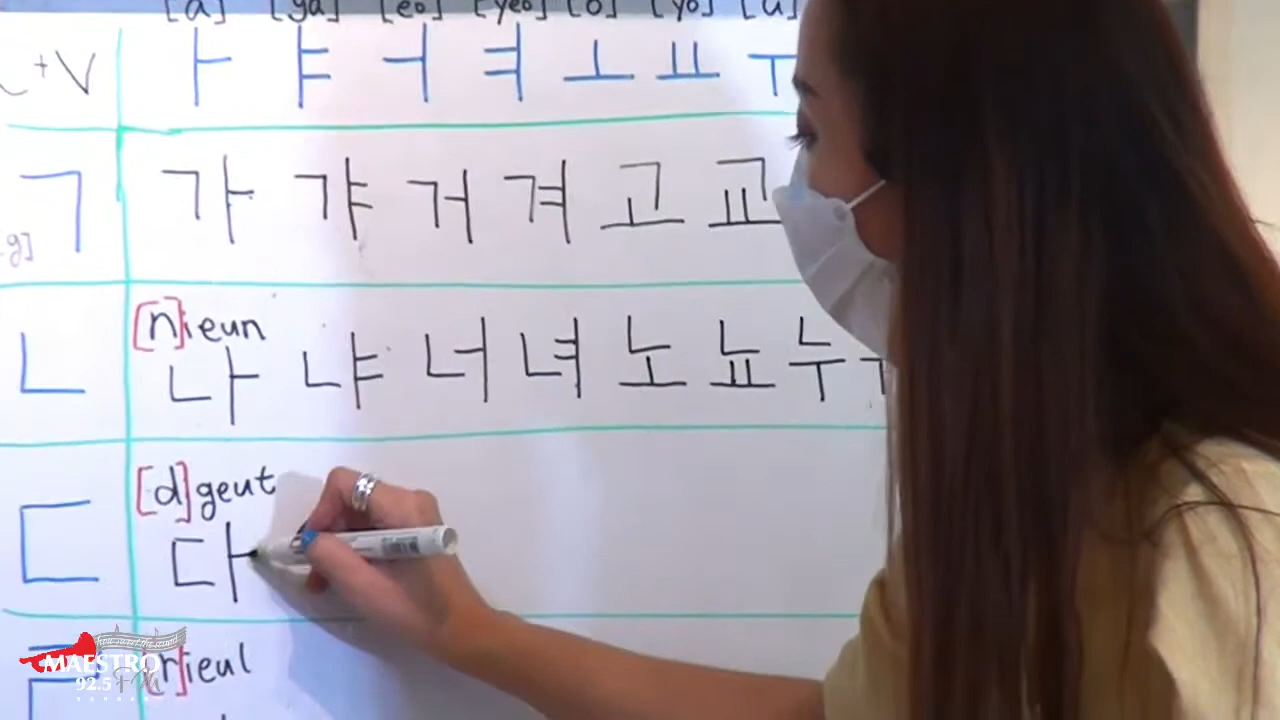 [a] [ya] [eo] [yeo] [o] [yo] [u]
+V ㅏ ㅑ ㅓ ㅕ ㅗ ㅛ ㅜ
ㄱ 가 갸 거 겨 고 교
g]
[n]ieun
ㄴ 나 냐 너 녀 노 뇨 누
[d]geut
ㄷ 다
[r]ieul
MAESTRO
92.5 FM